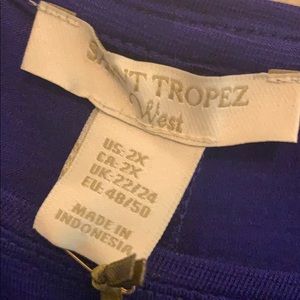 SAINT TROPEZ
West
US: 2X
CA: 2X
UK: 22/24
EU: 48/50
MADE IN
INDONESIA